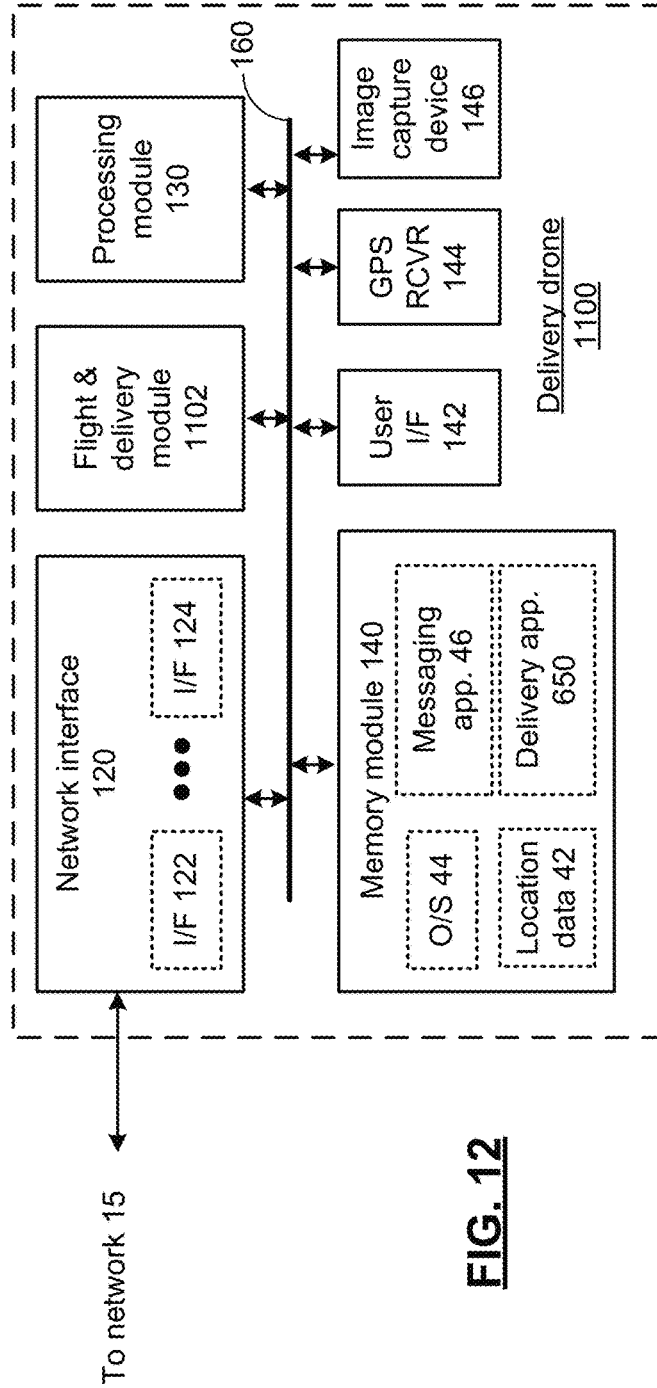 To network 15
Network interface
120
I/F 122
I/F 124
Flight &
delivery
module
1102
Processing
module
130
160
Memory module 140
O/S 44
Messaging
app. 46
Location
data 42
Delivery app.
650
User
I/F
142
GPS
RCVR
144
Image
capture
device
146
Delivery drone
1100
FIG. 12